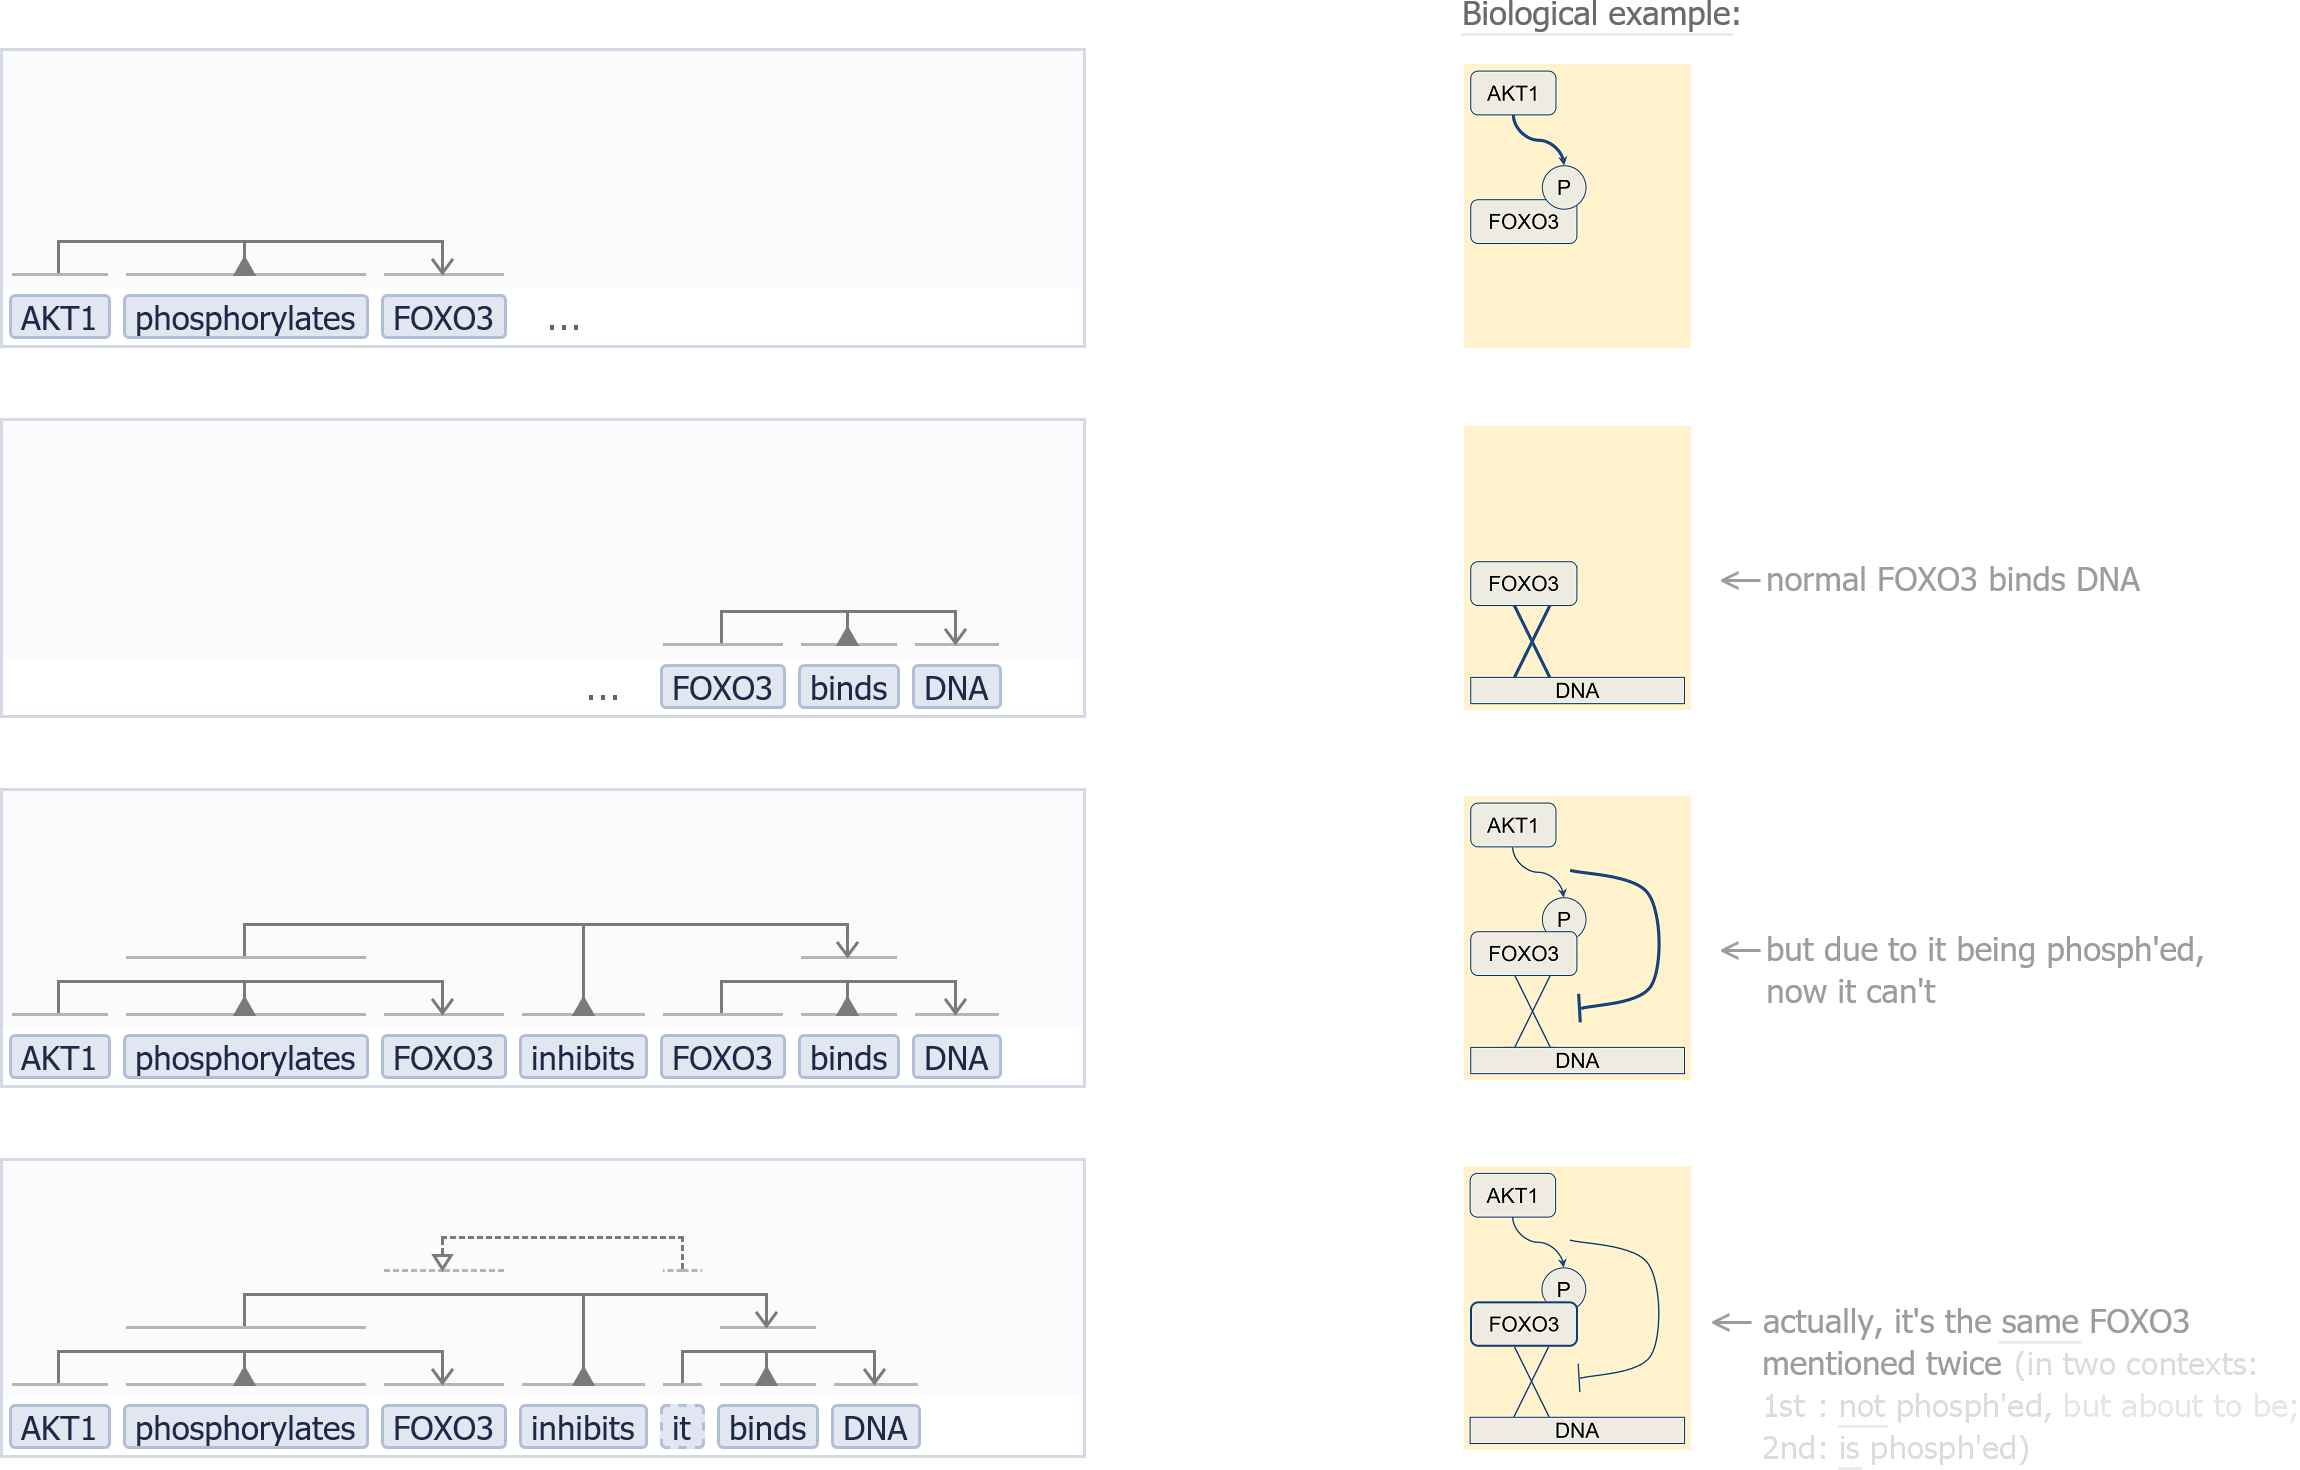 Biological example:
AKT1
P
FOXO3
AKT1 phosphorylates FOXO3 ...
FOXO3
DNA
← normal FOXO3 binds DNA
... FOXO3 binds DNA
AKT1
P
FOXO3
DNA
← but due to it being phosph'ed,
now it can't
AKT1 phosphorylates FOXO3 inhibits FOXO3 binds DNA
AKT1
P
FOXO3
DNA
← actually, it's the same FOXO3
mentioned twice (in two contexts:
1st : not phosph'ed, but about to be;
2nd: is phosph'ed)
AKT1 phosphorylates FOXO3 inhibits it binds DNA